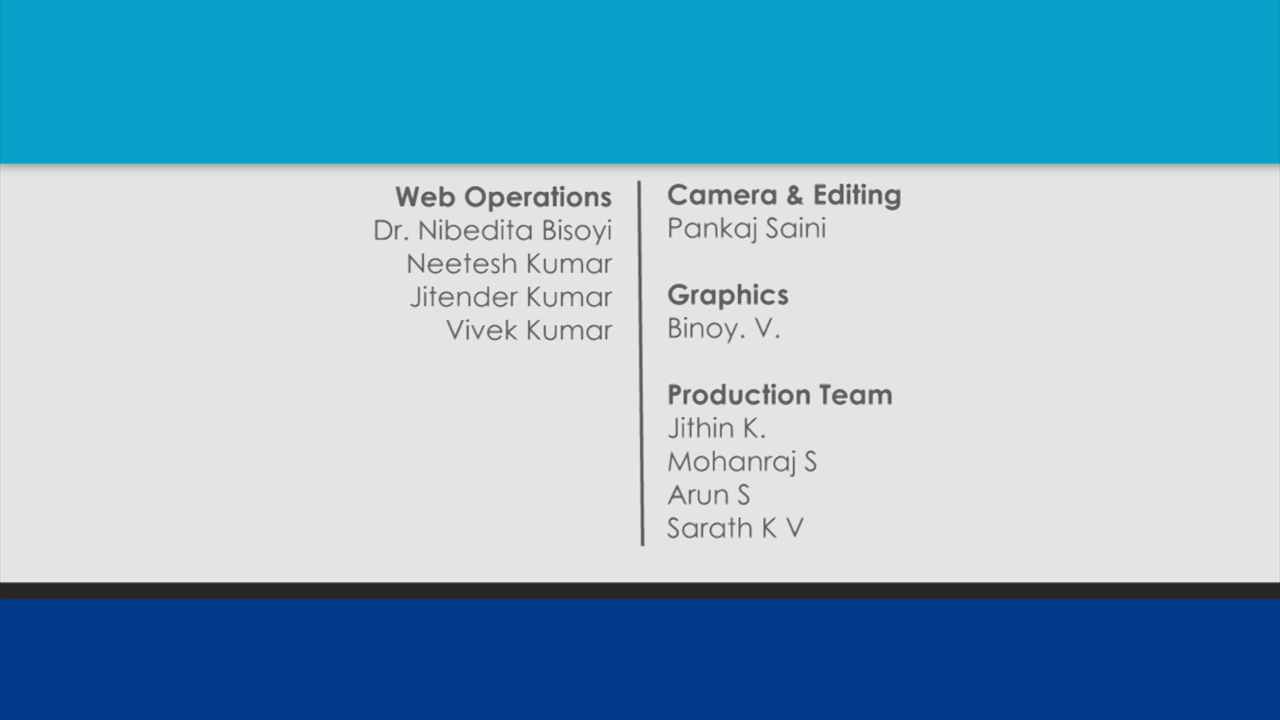 Web Operations
Dr. Nibedita Bisoyi
Neetesh Kumar
Jitender Kumar
Vivek Kumar
Camera & Editing
Pankaj Saini
Graphics
Binoy. V.
Production Team
Jithin K.
Mohanraj S
Arun S
Sarath K V